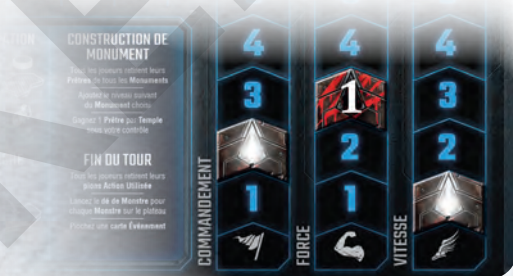 CONSTRUCTION DE
MONUMENT
Tous les joueurs retirent leurs
Prêtres de tous les Monuments
Ajoutez le niveau suivant
du Monument choisi
Gagnez 1 Prêtre par Temple
sous votre contrôle
FIN DU TOUR
Tous les joueurs retirent leurs
pions Action Utilisée
Lancez le dé de Monstre pour
chaque Monstre sur le plateau
Piochez une carte Événement
COMMANDEMENT
4
3
1
FORCE
4
1
2
1
VITESSE
4
3
2